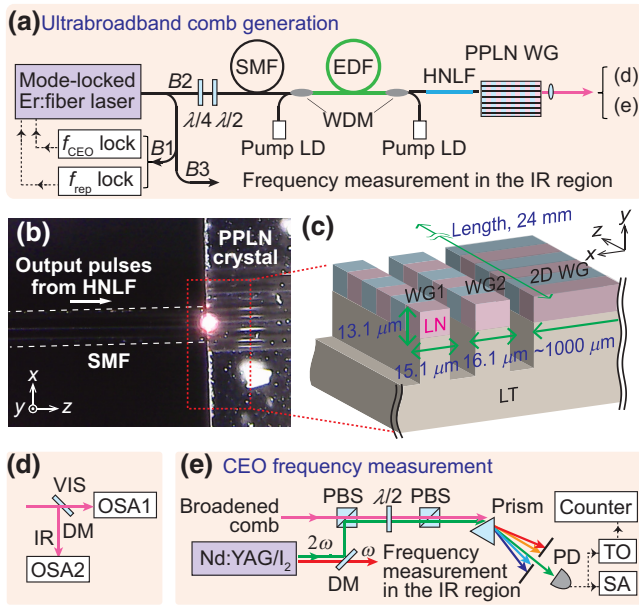 (a) Ultrabroadband comb generation
Mode-locked
Er:fiber laser
B2
λ/4 λ/2
SMF
EDF
WDM
HNLF
PPLN WG
(d)
(e)
f_CEO lock
f_rep lock
B1
B3
Pump LD
Pump LD
Frequency measurement in the IR region
(b)
Output pulses
from HNLF
PPLN
crystal
SMF
x
y
z
(c)
Length, 24 mm
y
z
x
WG1
WG2
2D WG
LN
13.1 μm
15.1 μm
16.1 μm
~1000 μm
LT
(d)
VIS
OSA1
DM
IR
OSA2
(e) CEO frequency measurement
PBS
λ/2
PBS
Prism
Broadened
comb
Nd:YAG/I₂
2ω
ω
DM
Frequency
measurement
in the IR region
PD
Counter
TO
SA